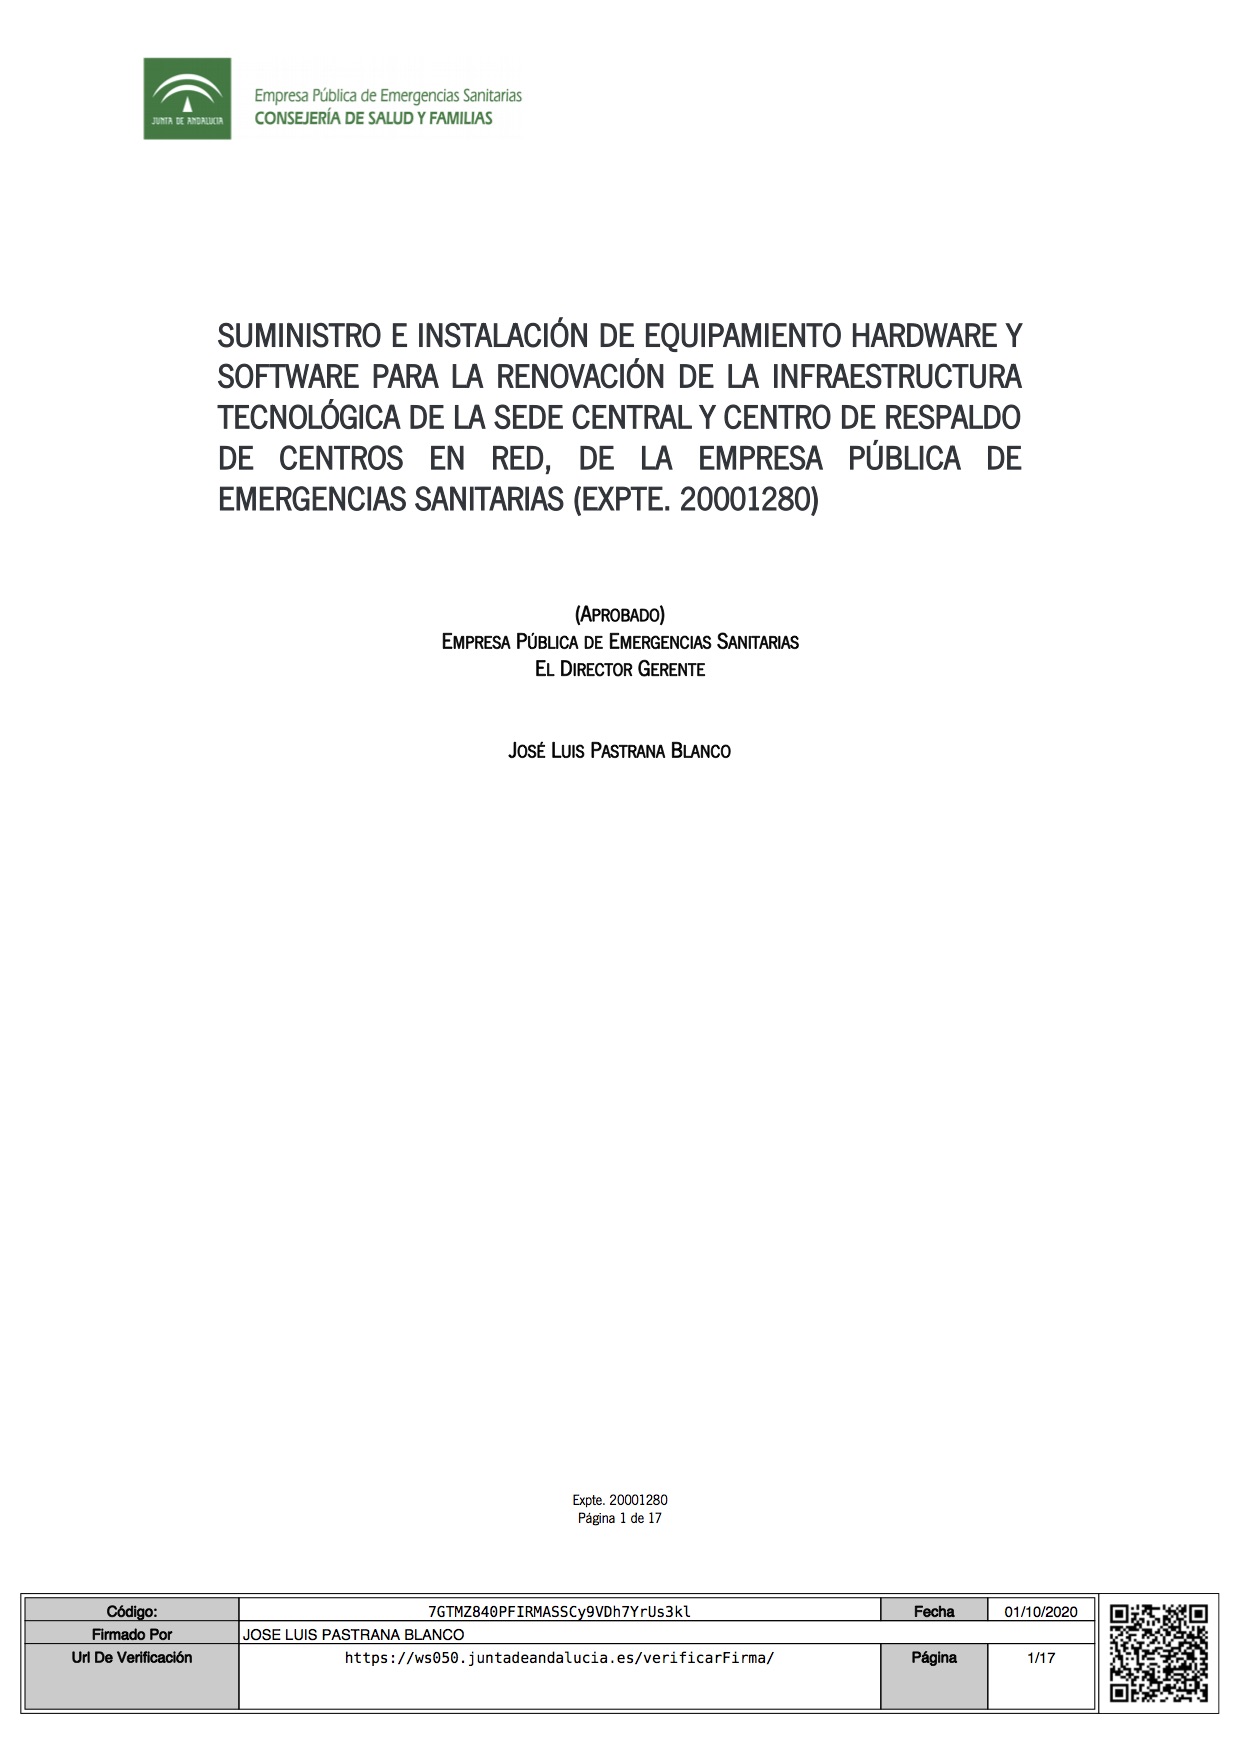 JUNTA DE ANDALUCIA
Empresa Pública de Emergencias Sanitarias
CONSEJERÍA DE SALUD Y FAMILIAS
SUMINISTRO E INSTALACIÓN DE EQUIPAMIENTO HARDWARE Y
SOFTWARE PARA LA RENOVACIÓN DE LA INFRAESTRUCTURA
TECNOLÓGICA DE LA SEDE CENTRAL Y CENTRO DE RESPALDO
DE CENTROS EN RED, DE LA EMPRESA PÚBLICA DE
EMERGENCIAS SANITARIAS (EXPTE. 20001280)
(APROBADO)
EMPRESA PÚBLICA DE EMERGENCIAS SANITARIAS
EL DIRECTOR GERENTE
JOSÉ LUIS PASTRANA BLANCO
Expte. 20001280
Página 1 de 17
Código: 7GTMZ840PFIRMASSCy9VDh7YrUs3kl Fecha 01/10/2020
Firmado Por JOSE LUIS PASTRANA BLANCO
Url De Verificación https://ws050.juntadeandalucia.es/verificarFirma/ Página 1/17